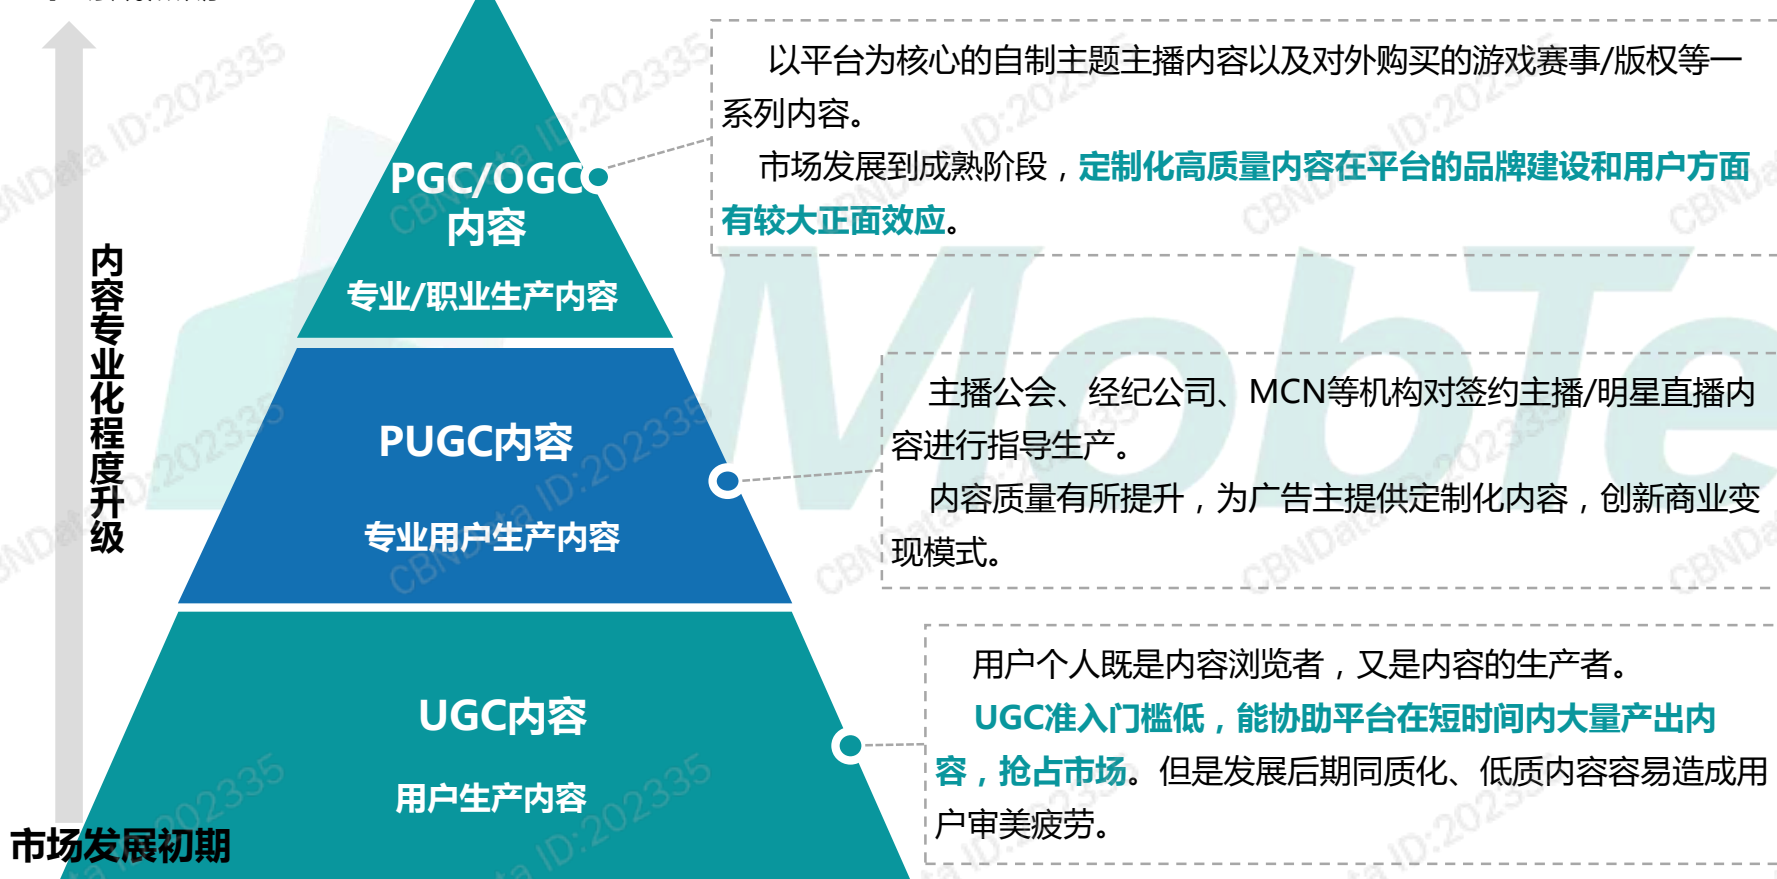 以平台为核心的自制主题主播内容以及对外购买的游戏赛事/版权等一
系列内容。
市场发展到成熟阶段，定制化高质量内容在平台的品牌建设和用户方面
有较大正面效应。
PGC/OGC
内容
专业/职业生产内容
内容专业化程度升级
主播公会、经纪公司、MCN等机构对签约主播/明星直播内
容进行指导生产。
内容质量有所提升，为广告主提供定制化内容，创新商业变
现模式。
PUGC内容
专业用户生产内容
用户个人既是内容浏览者，又是内容的生产者。
UGC准入门槛低，能协助平台在短时间内大量产出内
容，抢占市场。但是发展后期同质化、低质内容容易造成用
户审美疲劳。
UGC内容
用户生产内容
市场发展初期
MobTe
CBNData ID:202335